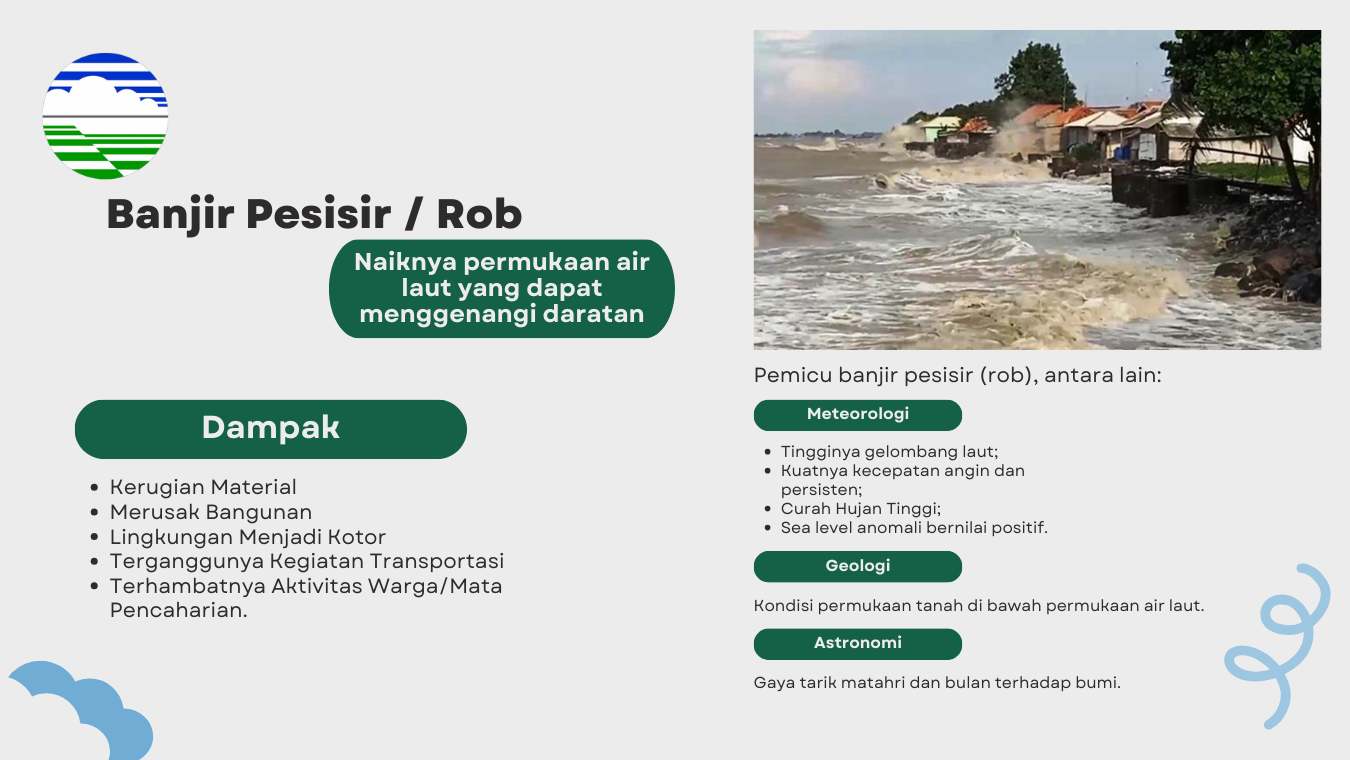 Banjir Pesisir / Rob
Naiknya permukaan air
laut yang dapat
menggenangi daratan
Dampak
• Kerugian Material
• Merusak Bangunan
• Lingkungan Menjadi Kotor
• Terganggunya Kegiatan Transportasi
• Terhambatnya Aktivitas Warga/Mata
Pencaharian.
Pemicu banjir pesisir (rob), antara lain:
Meteorologi
• Tingginya gelombang laut;
• Kuatnya kecepatan angin dan
persisten;
• Curah Hujan Tinggi;
• Sea level anomali bernilai positif.
Geologi
Kondisi permukaan tanah di bawah permukaan air laut.
Astronomi
Gaya tarik matahri dan bulan terhadap bumi.